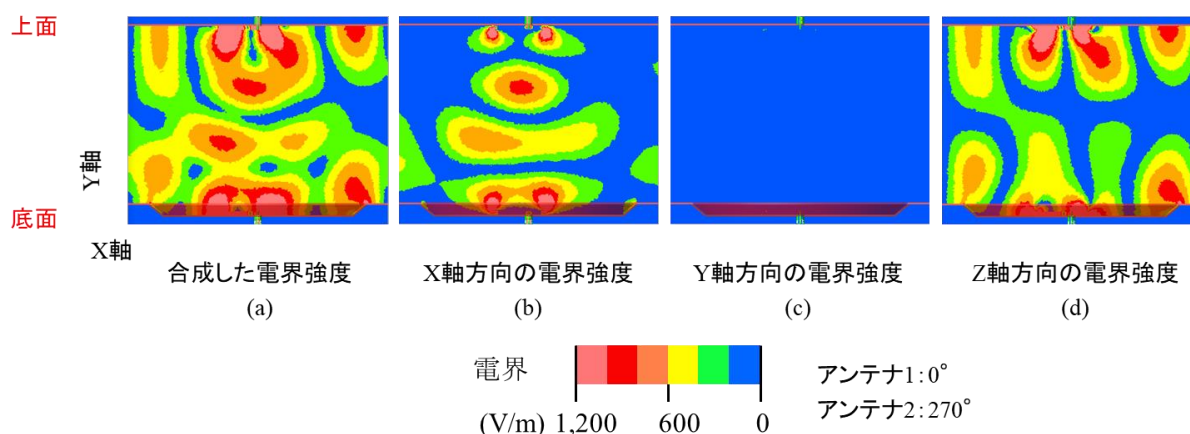 上面
Y軸
底面
X軸
合成した電界強度
(a)
X軸方向の電界強度
(b)
Y軸方向の電界強度
(c)
Z軸方向の電界強度
(d)
電界
(V/m)
1,200
600
0
アンテナ1:0°
アンテナ2:270°